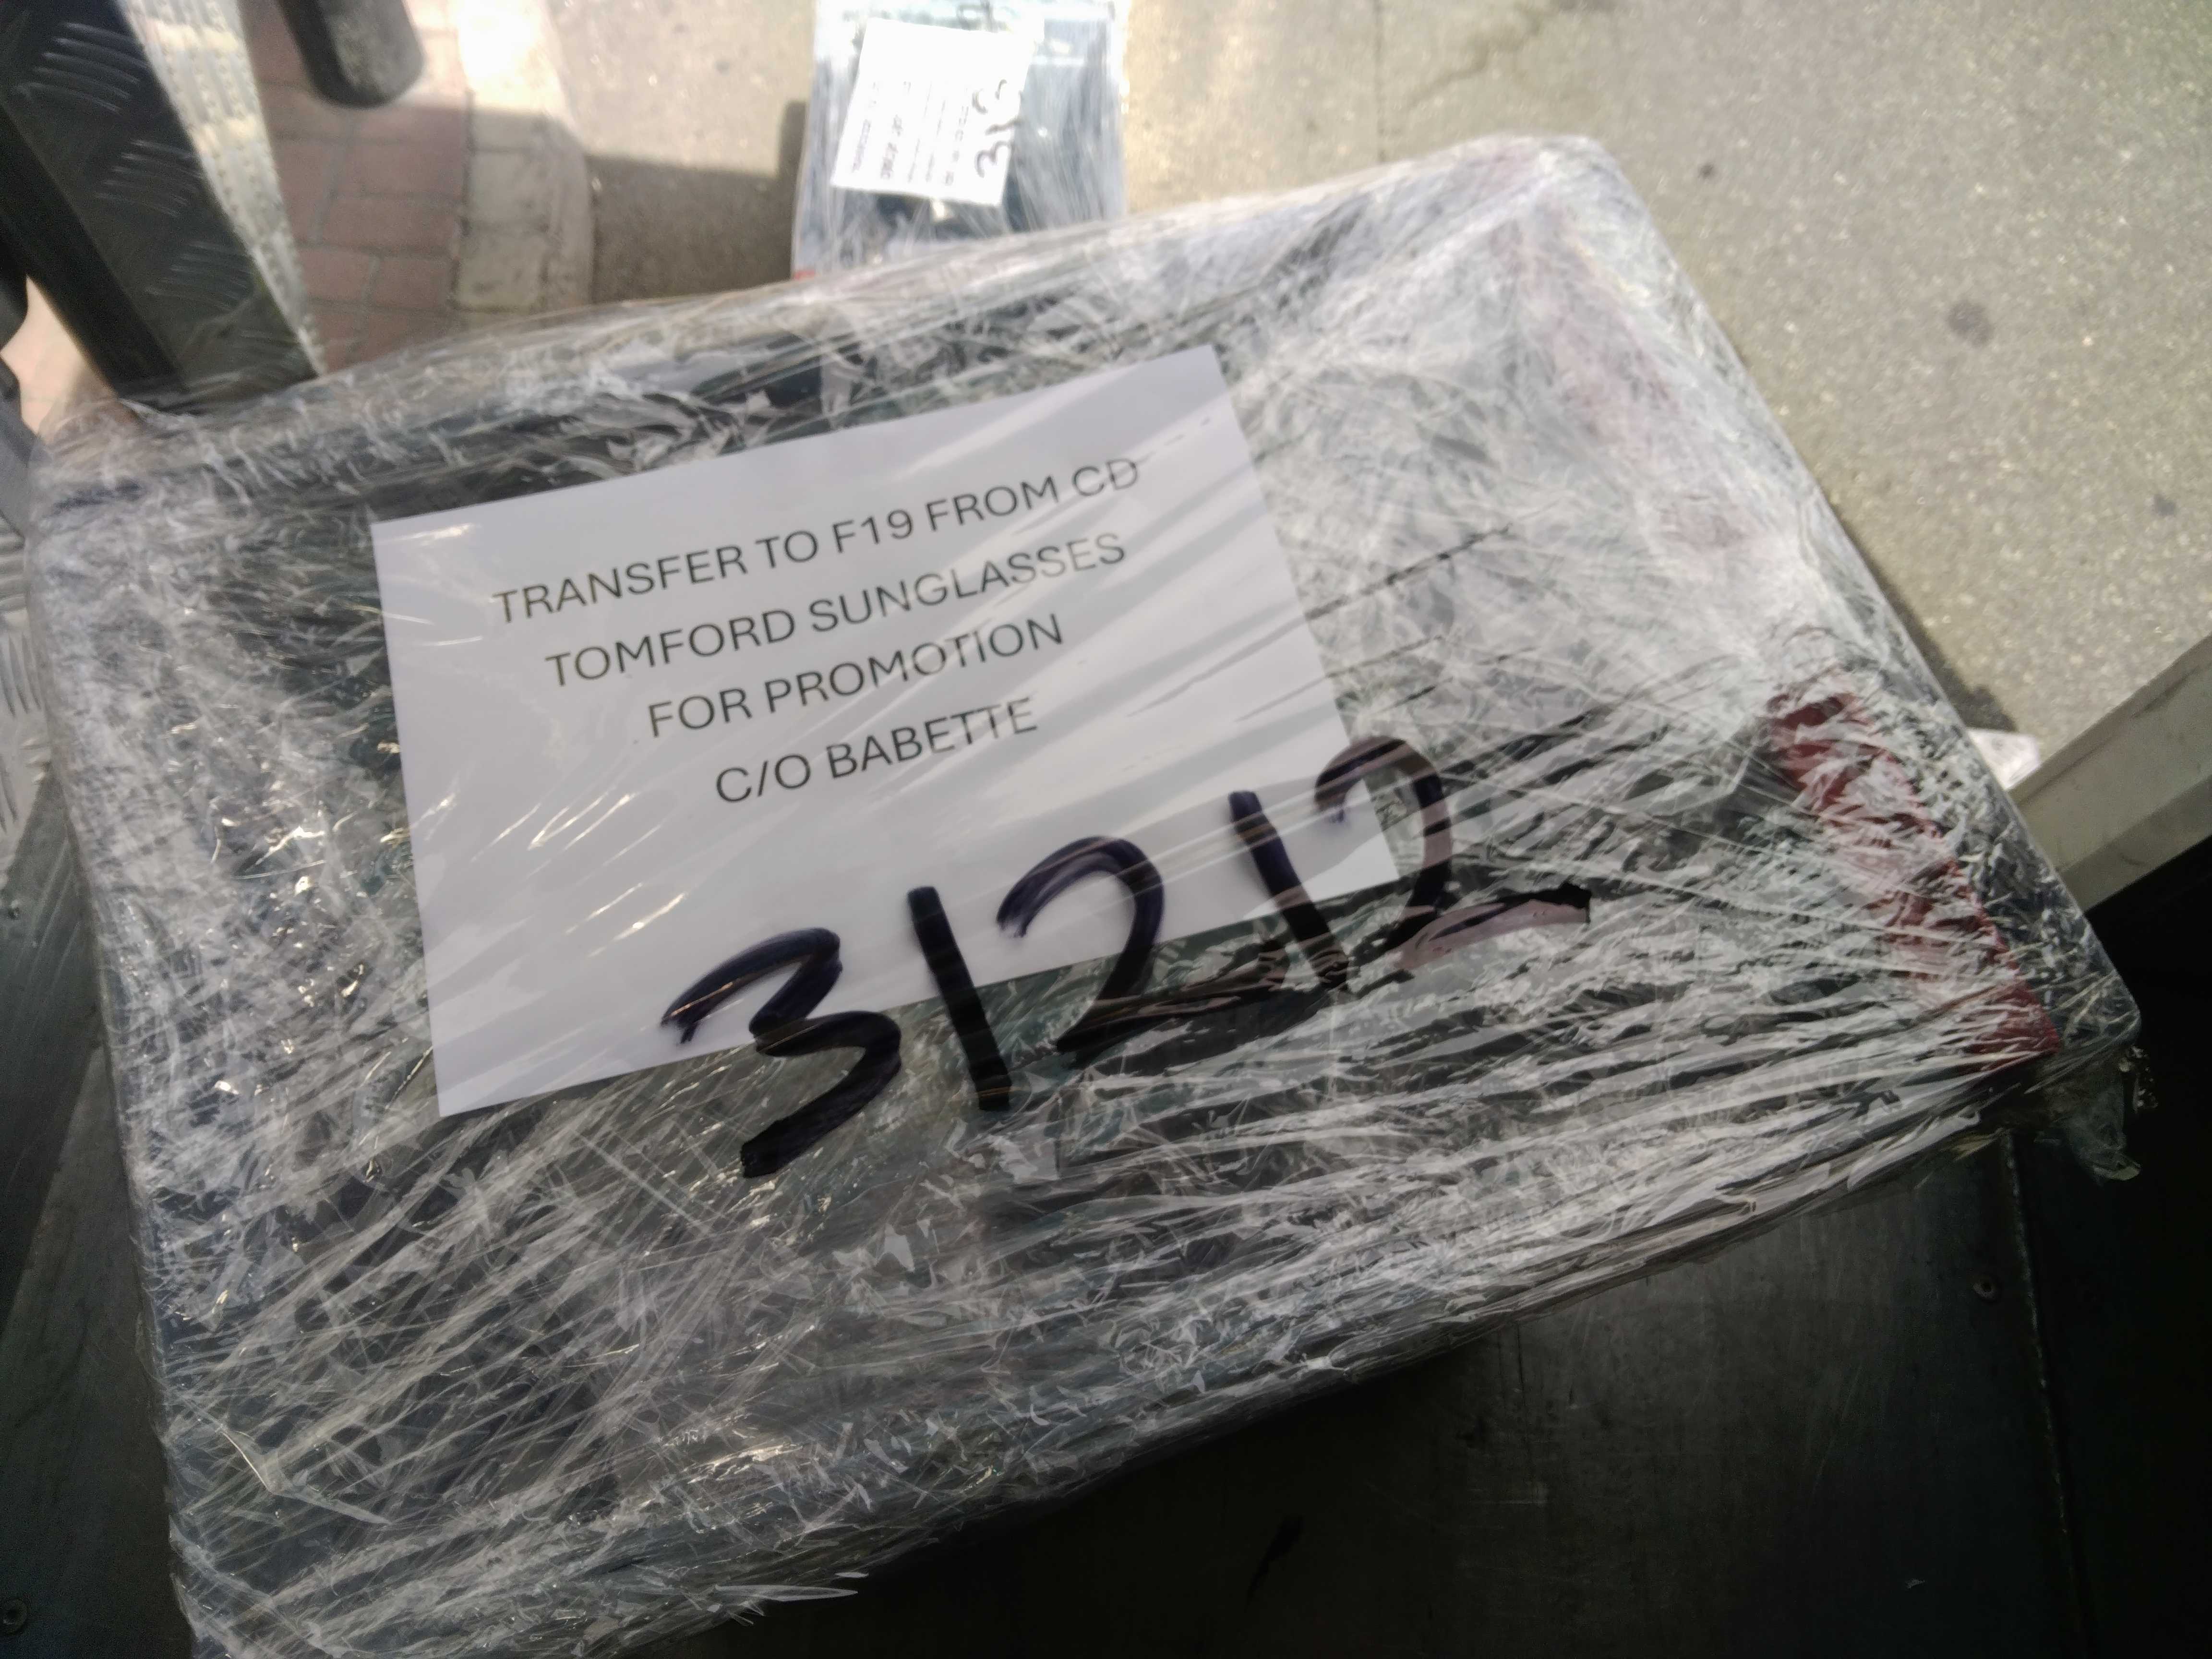 TRANSFER TO F19 FROM CD
TOMFORD SUNGLASSES
FOR PROMOTION
C/O BABETTE
31212